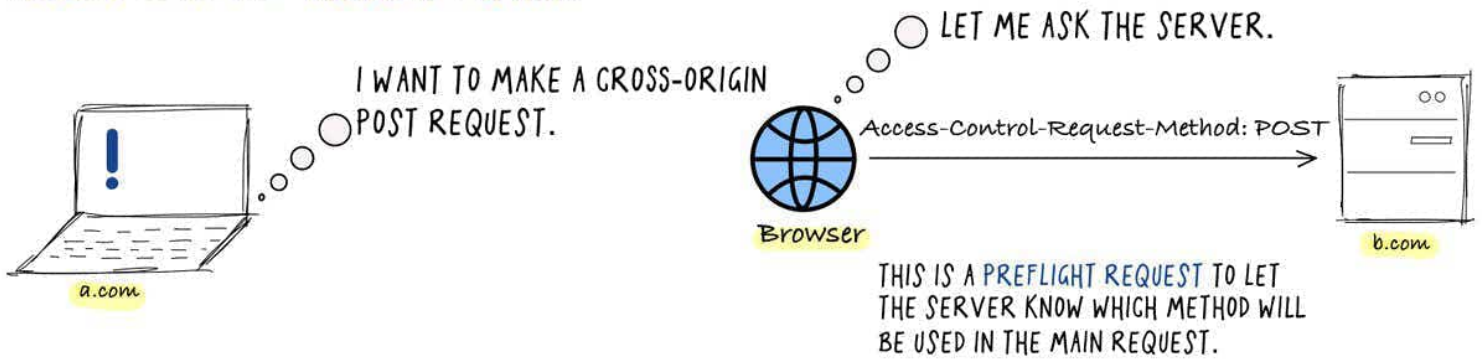 LET ME ASK THE SERVER.
I WANT TO MAKE A CROSS-ORIGIN
POST REQUEST.
Access-Control-Request-Method: POST
Browser
b.com
a.com
THIS IS A PREFLIGHT REQUEST TO LET
THE SERVER KNOW WHICH METHOD WILL
BE USED IN THE MAIN REQUEST.